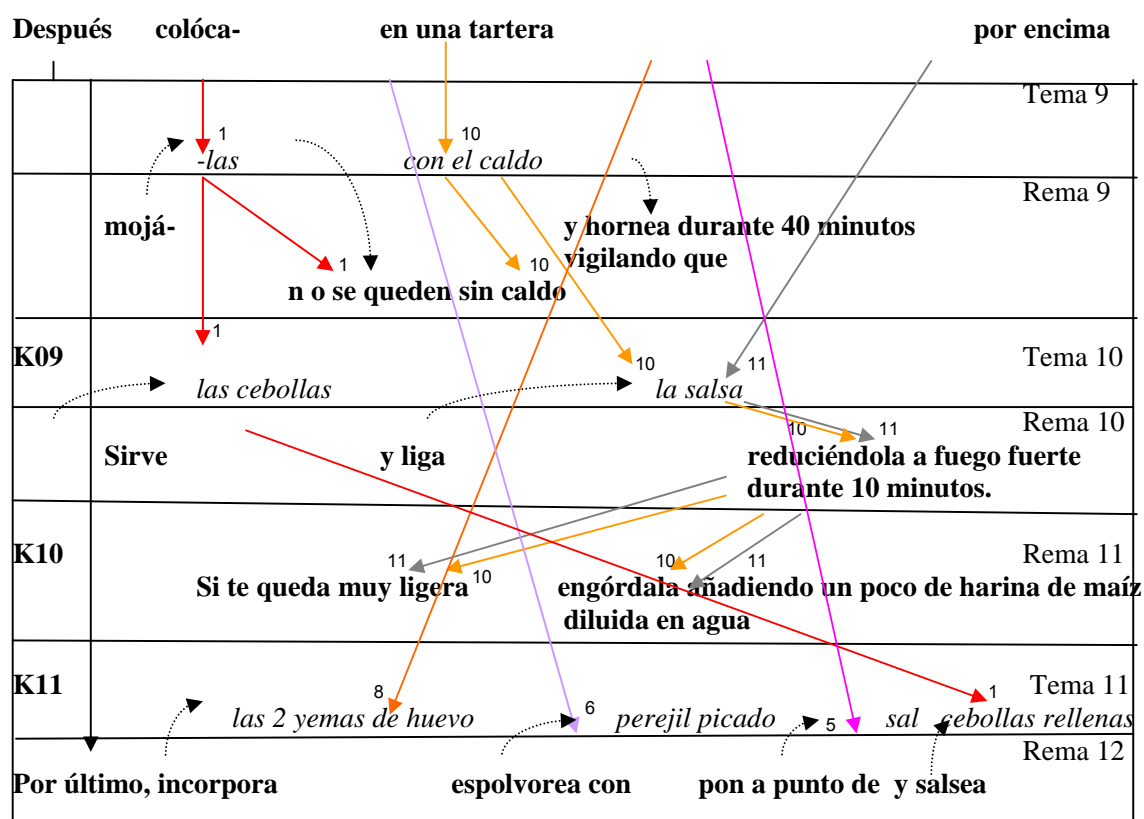 Después colóca- en una tartera por encima
Tema 9
1 10
-las con el caldo
Rema 9
mojá- y hornea durante 40 minutos
vigilando que
1 10
n o se queden sin caldo
1
K09 Tema 10
10 11
las cebollas la salsa
Rema 10
10 11
Sirve y liga reduciéndola a fuego fuerte
durante 10 minutos.
K10 Rema 11
11 10 10 11
Si te queda muy ligera engórdala añadiendo un poco de harina de maíz
diluida en agua
K11 Tema 11
8 1
las 2 yemas de huevo 6 perejil picado 5 sal cebollas rellenas
Rema 12
Por último, incorpora espolvorea con pon a punto de y salsea